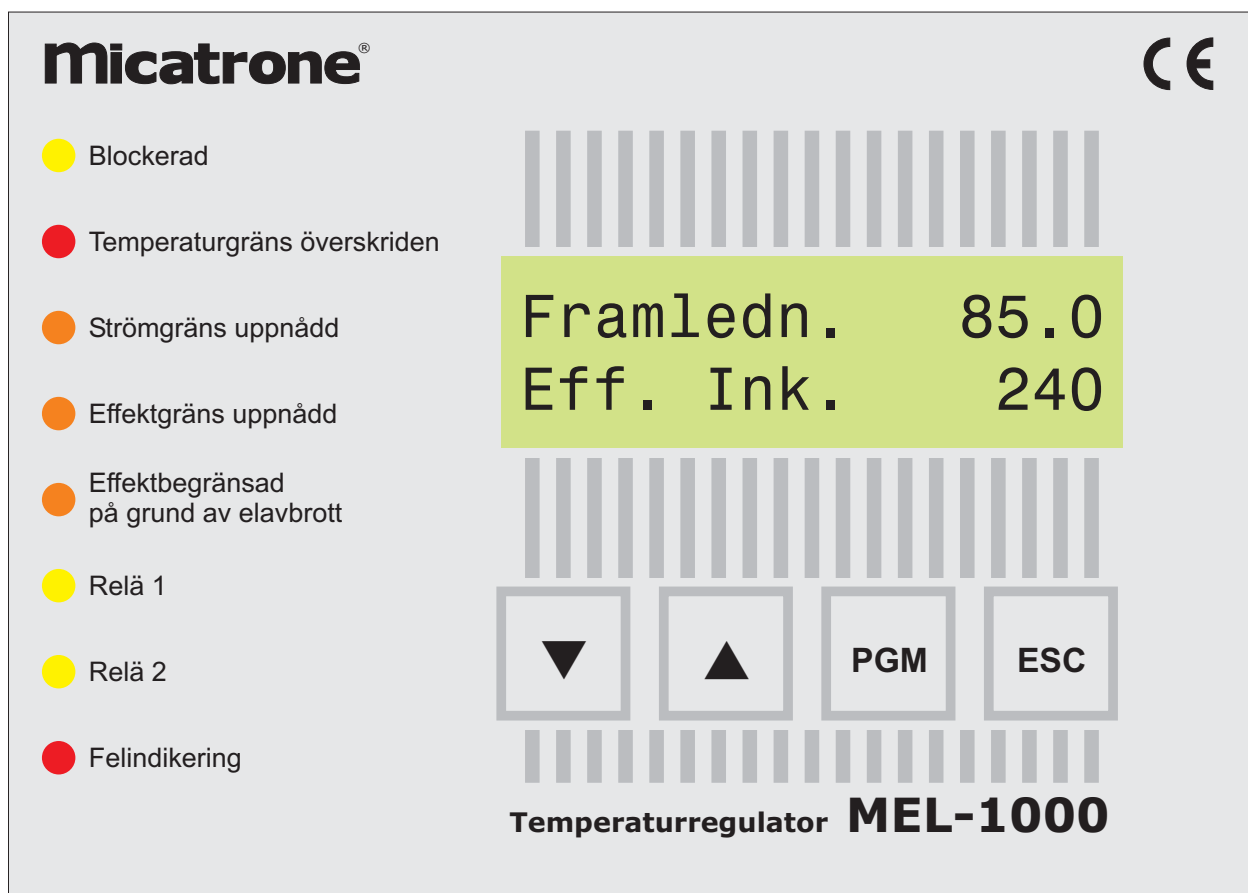 micatrone®
CE
Blockerad
Temperaturgräns överskriden
Strömgräns uppnådd
Effektgräns uppnådd
Effektbegränsad
på grund av elavbrott
Relä 1
Relä 2
Felindikering
Framledn. 85.0
Eff. Ink. 240
▼ ▲ PGM ESC
Temperaturregulator MEL-1000